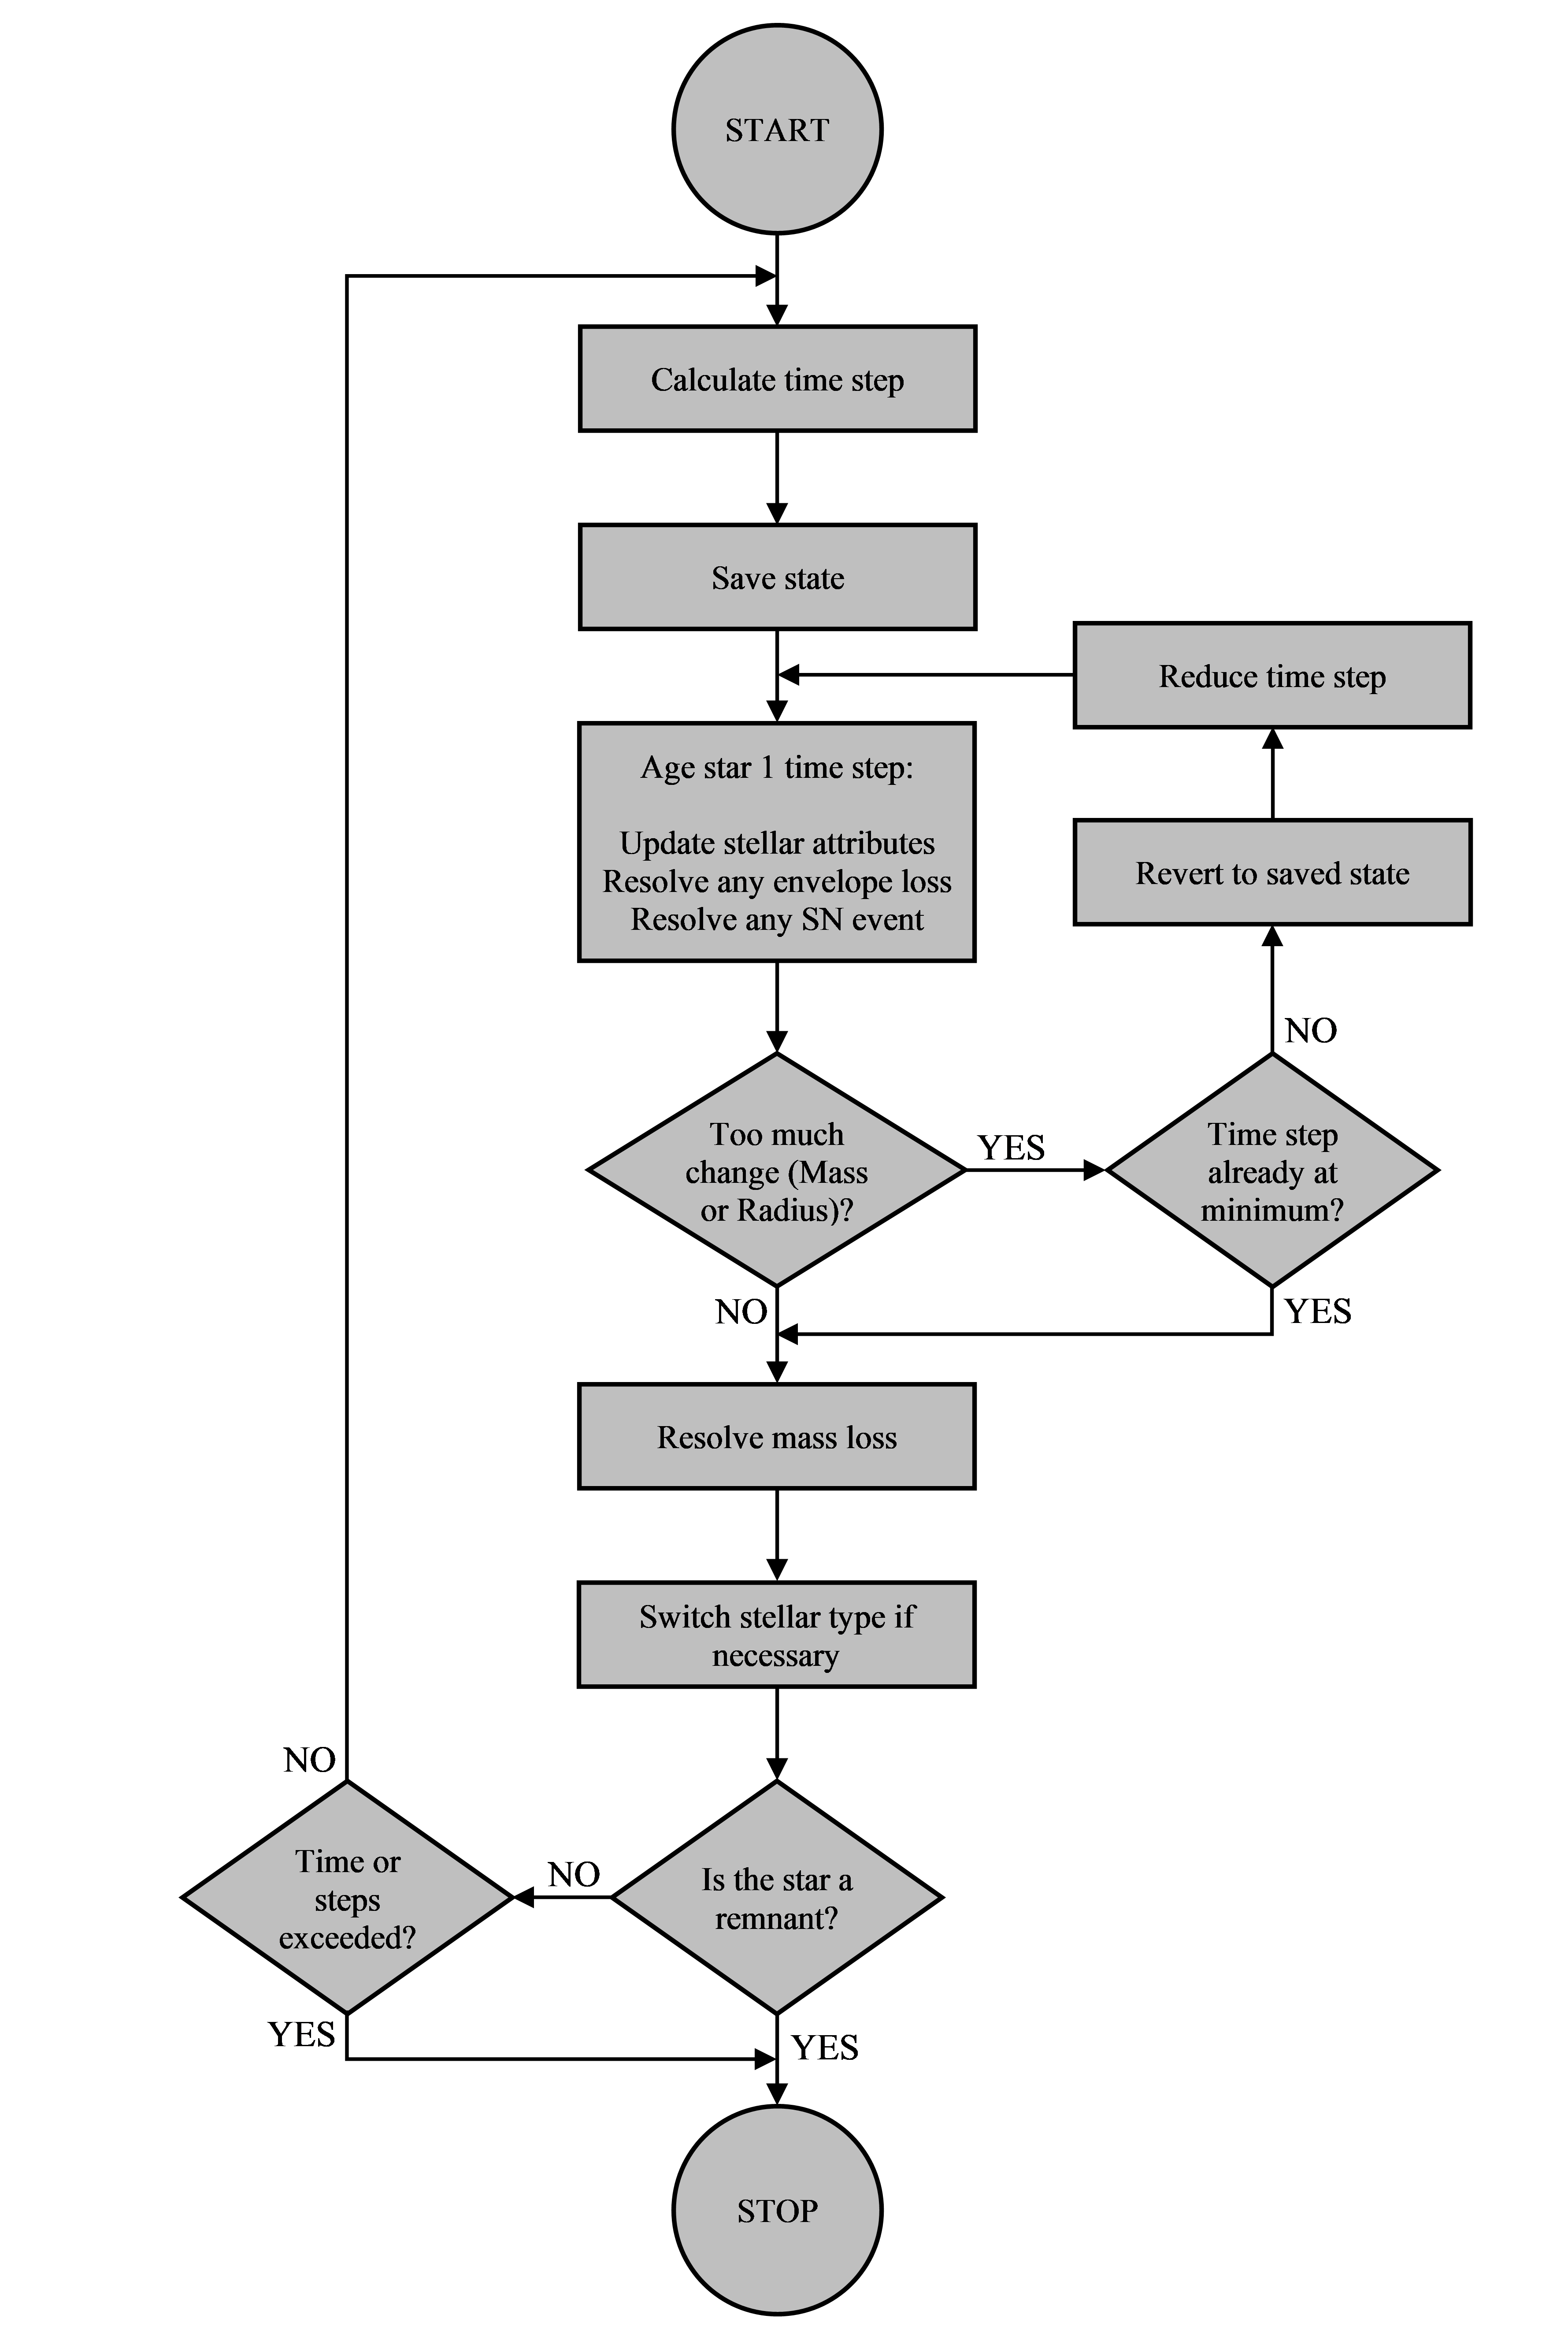 START
Calculate time step
Save state
Reduce time step
Age star 1 time step:
Update stellar attributes
Resolve any envelope loss
Resolve any SN event
Revert to saved state
NO
Too much
change (Mass
or Radius)?
YES
Time step
already at
minimum?
NO
YES
Resolve mass loss
Switch stellar type if
necessary
NO
Time or
steps
exceeded?
NO
Is the star a
remnant?
YES
YES
STOP